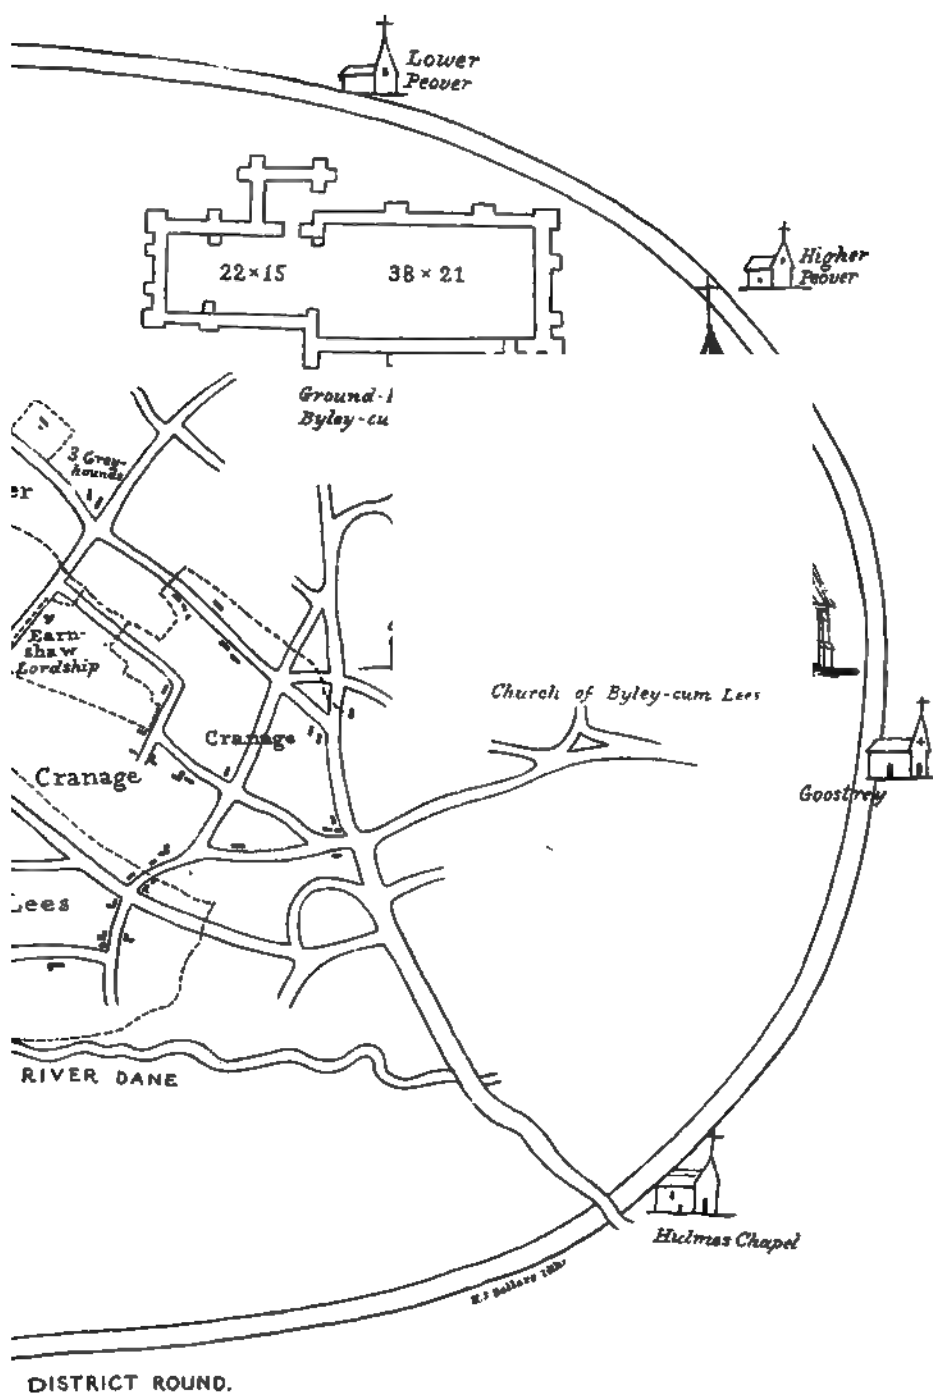 Lower
Peover
Higher
Peover
22×15
38×21
Ground-
Byley-cu
3 Grey-
hounds
er
Earn-
shaw
Lordship
Church of Byley-cum Lees
Cranage
Cranage
Goostrey
Lees
RIVER DANE
Hulmes Chapel
DISTRICT ROUND.